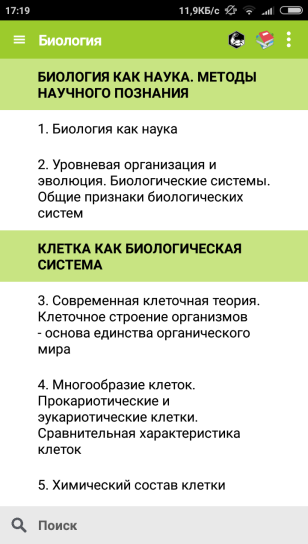 17:19
11,9КБ/с
Биология
БИОЛОГИЯ КАК НАУКА. МЕТОДЫ
НАУЧНОГО ПОЗНАНИЯ
1. Биология как наука
2. Уровневая организация и
эволюция. Биологические системы.
Общие признаки биологических
систем
КЛЕТКА КАК БИОЛОГИЧЕСКАЯ
СИСТЕМА
3. Современная клеточная теория.
Клеточное строение организмов
- основа единства органического
мира
4. Многообразие клеток.
Прокариотические и
эукариотические клетки.
Сравнительная характеристика
клеток
5. Химический состав клетки
Поиск